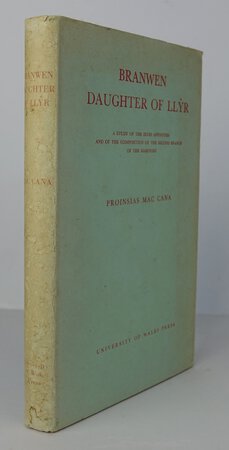 BRANWEN
DAUGHTER OF LLŶR
A STUDY OF THE IRISH AFFINITIES
AND OF THE COMPOSITION OF THE SECOND BRANCH
OF THE MABINOGI
PROINSIAS MAC CANA
UNIVERSITY OF WALES PRESS
BRANWEN
DAUGHTER
OF LLŶR
MAC CANA